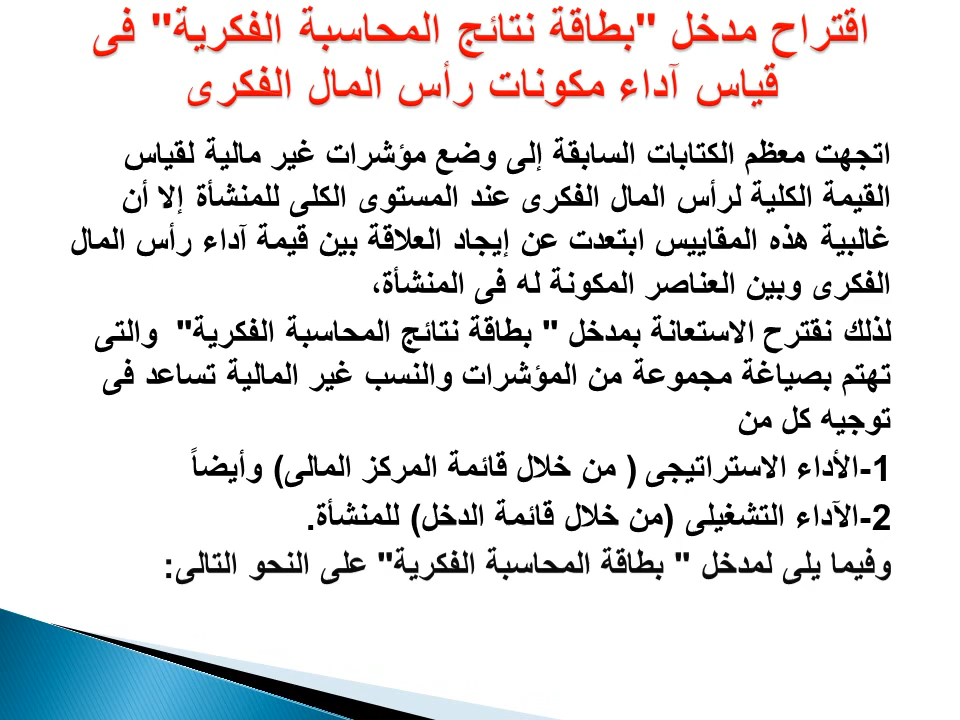 اقتراح مدخل "بطاقة نتائج المحاسبة الفكرية" فى
قياس آداء مكونات رأس المال الفكرى
اتجهت معظم الكتابات السابقة إلى وضع مؤشرات غير مالية لقياس
القيمة الكلية لرأس المال الفكرى عند المستوى الكلى للمنشأة إلا أن
غالبية هذه المقاييس ابتعدت عن إيجاد العلاقة بين قيمة آداء رأس المال
الفكرى وبين العناصر المكونة له فى المنشأة،
لذلك نقترح الاستعانة بمدخل " بطاقة نتائج المحاسبة الفكرية" والتى
تهتم بصياغة مجموعة من المؤشرات والنسب غير المالية تساعد فى
توجيه كل من
1-الأداء الاستراتيجى ( من خلال قائمة المركز المالى) وأيضاً
2-الآداء التشغيلى (من خلال قائمة الدخل) للمنشأة.
وفيما يلى لمدخل " بطاقة المحاسبة الفكرية" على النحو التالى: